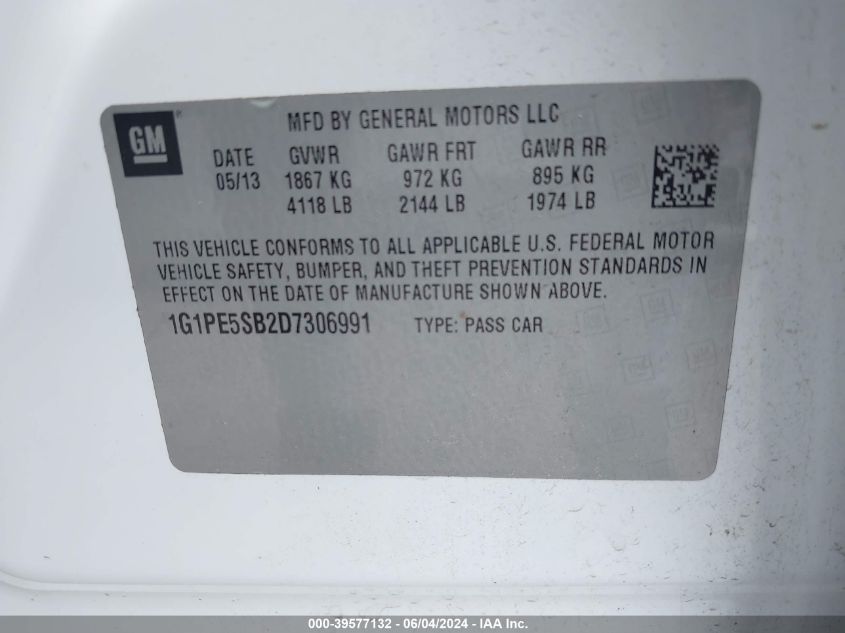 GM
MFD BY GENERAL MOTORS LLC
DATE GVWR GAWR FRT GAWR RR
05/13 1867 KG 972 KG 895 KG
4118 LB 2144 LB 1974 LB
THIS VEHICLE CONFORMS TO ALL APPLICABLE U.S. FEDERAL MOTOR
VEHICLE SAFETY, BUMPER, AND THEFT PREVENTION STANDARDS IN
EFFECT ON THE DATE OF MANUFACTURE SHOWN ABOVE.
1G1PE5SB2D7306991 TYPE: PASS CAR
000-39577132 - 06/04/2024 - IAA Inc.